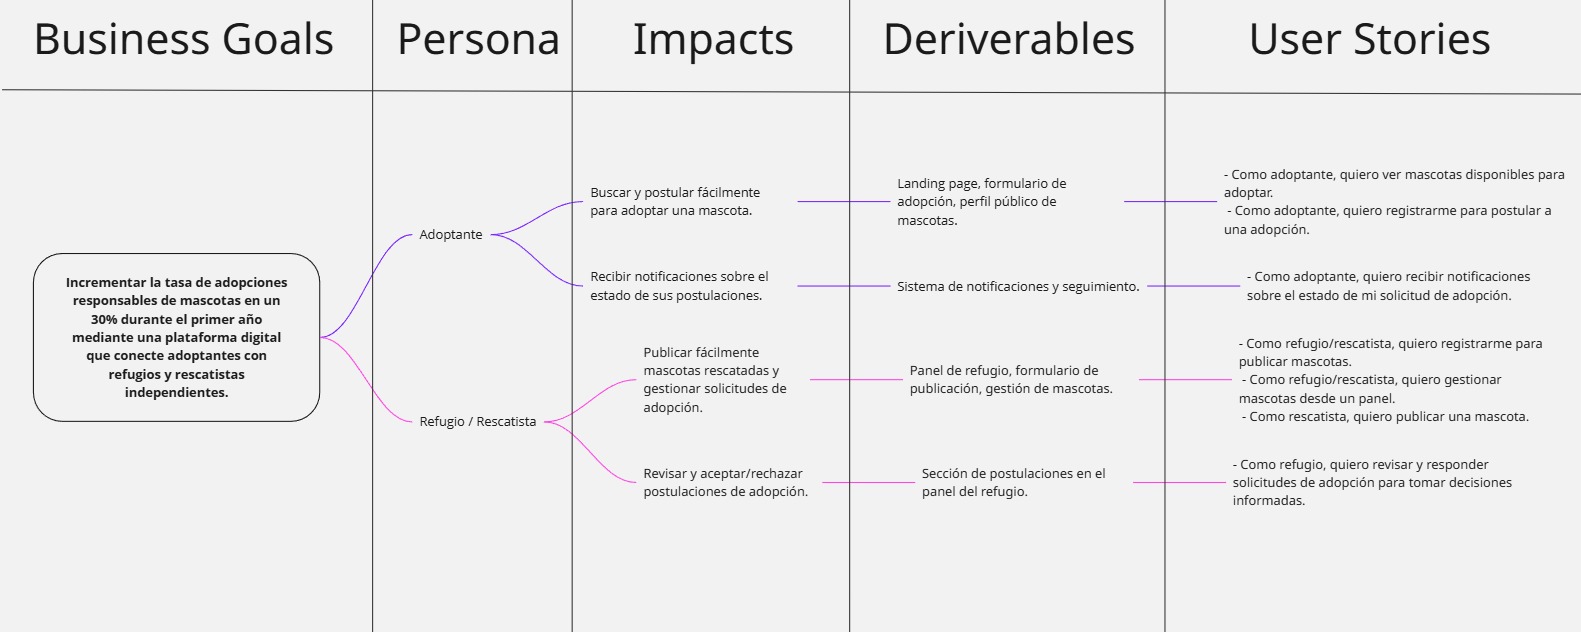 Business Goals
Persona
Impacts
Deriverables
User Stories
Incrementar la tasa de adopciones
responsables de mascotas en un
30% durante el primer año
mediante una plataforma digital
que conecte adoptantes con
refugios y rescatistas
independientes.
Adoptante
Buscar y postular fácilmente
para adoptar una mascota.
Landing page, formulario de
adopción, perfil público de
mascotas.
- Como adoptante, quiero ver mascotas disponibles para
adoptar.
- Como adoptante, quiero registrarme para postular a
una adopción.
Recibir notificaciones sobre el
estado de sus postulaciones.
Sistema de notificaciones y seguimiento.
- Como adoptante, quiero recibir notificaciones
sobre el estado de mi solicitud de adopción.
Refugio / Rescatista
Publicar fácilmente
mascotas rescatadas y
gestionar solicitudes de
adopción.
Panel de refugio, formulario de
publicación, gestión de mascotas.
- Como refugio/rescatista, quiero registrarme para
publicar mascotas.
- Como refugio/rescatista, quiero gestionar
mascotas desde un panel.
- Como rescatista, quiero publicar una mascota.
Revisar y aceptar/rechazar
postulaciones de adopción.
Sección de postulaciones en el
panel del refugio.
- Como refugio, quiero revisar y responder
solicitudes de adopción para tomar decisiones
informadas.